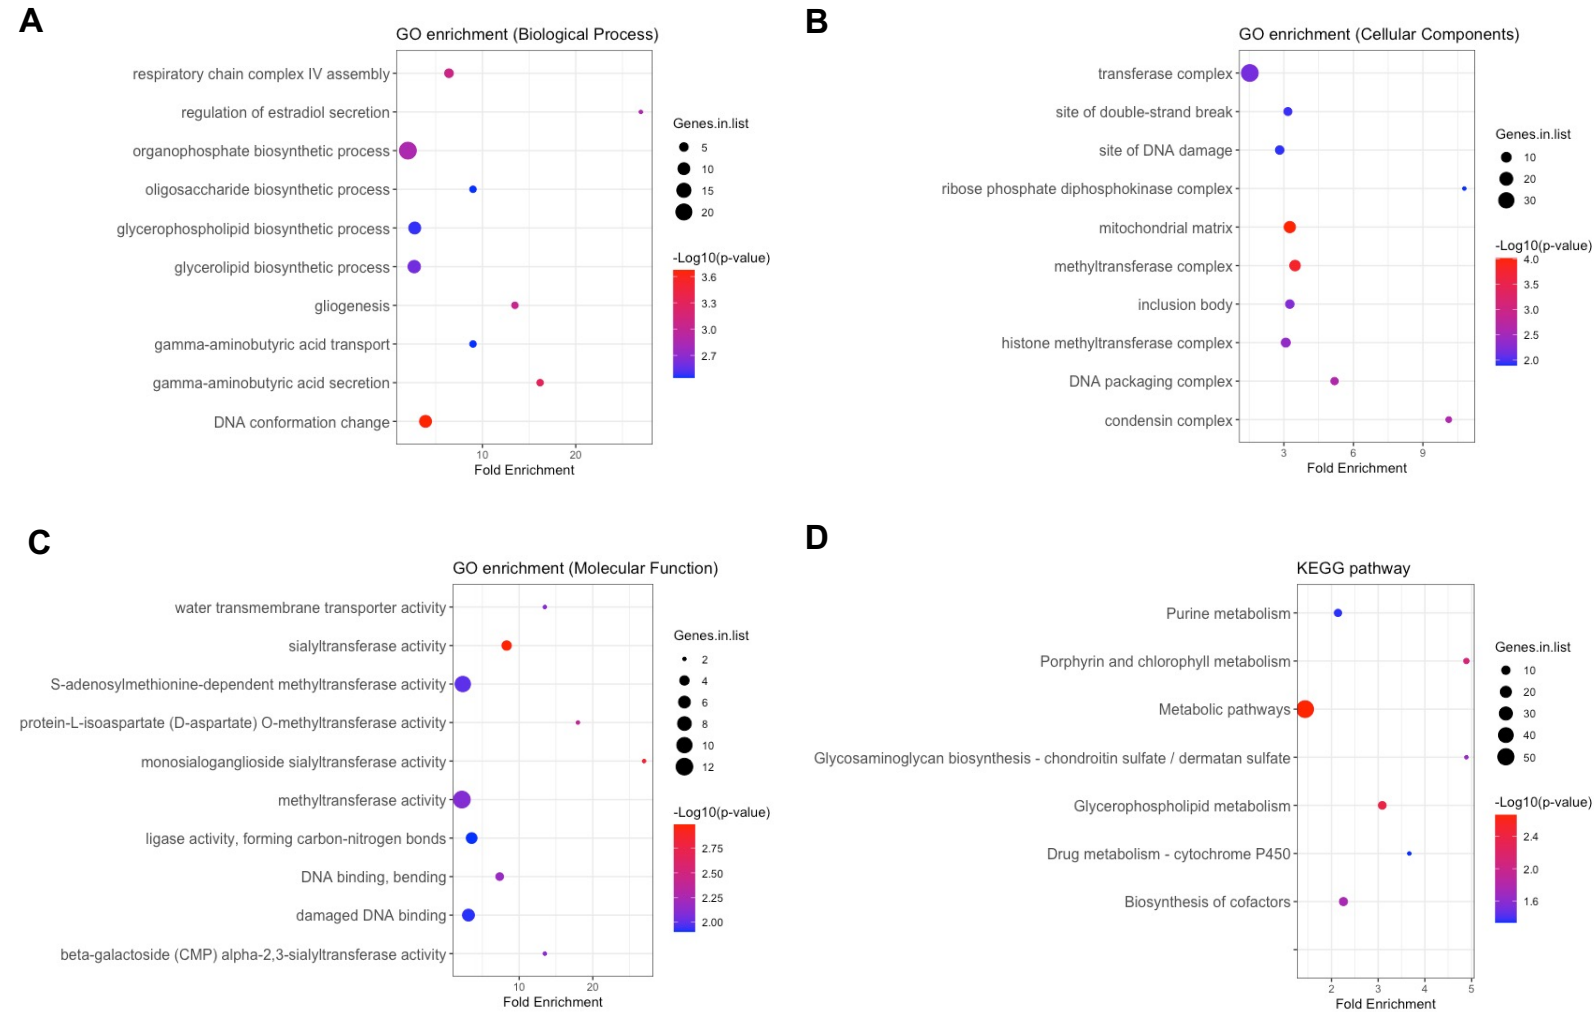 A
GO enrichment (Biological Process)
respiratory chain complex IV assembly
regulation of estradiol secretion
organophosphate biosynthetic process
oligosaccharide biosynthetic process
glycerophospholipid biosynthetic process
glycerolipid biosynthetic process
gliogenesis
gamma-aminobutyric acid transport
gamma-aminobutyric acid secretion
DNA conformation change
10 20
Fold Enrichment
Genes.in.list
5
10
15
20
-Log10(p-value)
3.6
3.3
3.0
2.7
B
GO enrichment (Cellular Components)
transferase complex
site of double-strand break
site of DNA damage
ribose phosphate diphosphokinase complex
mitochondrial matrix
methyltransferase complex
inclusion body
histone methyltransferase complex
DNA packaging complex
condensin complex
3 6 9
Fold Enrichment
Genes.in.list
10
20
30
-Log10(p-value)
4.0
3.5
3.0
2.5
2.0
C
GO enrichment (Molecular Function)
water transmembrane transporter activity
sialyltransferase activity
S-adenosylmethionine-dependent methyltransferase activity
protein-L-isoaspartate (D-aspartate) O-methyltransferase activity
monosialoganglioside sialyltransferase activity
methyltransferase activity
ligase activity, forming carbon-nitrogen bonds
DNA binding, bending
damaged DNA binding
beta-galactoside (CMP) alpha-2,3-sialyltransferase activity
10 20
Fold Enrichment
Genes.in.list
2
4
6
8
10
12
-Log10(p-value)
2.75
2.50
2.25
2.00
D
KEGG pathway
Purine metabolism
Porphyrin and chlorophyll metabolism
Metabolic pathways
Glycosaminoglycan biosynthesis - chondroitin sulfate / dermatan sulfate
Glycerophospholipid metabolism
Drug metabolism - cytochrome P450
Biosynthesis of cofactors
2 3 4 5
Fold Enrichment
Genes.in.list
10
20
30
40
50
-Log10(p-value)
2.4
2.0
1.6